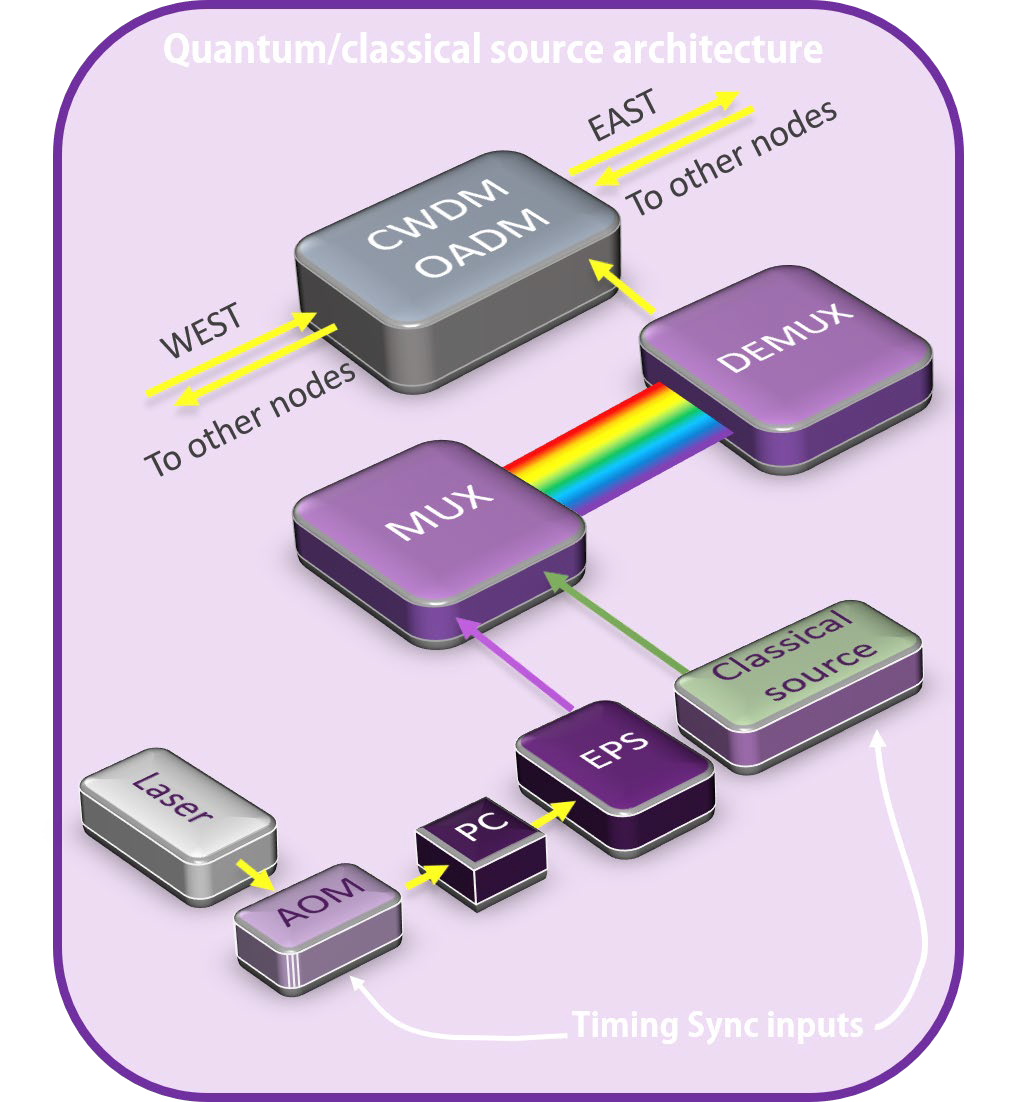 Quantum/classical source architecture
EAST
To other nodes
CWDM
OADM
WEST
To other nodes
DEMUX
MUX
Classical
source
EPS
Laser
PC
AOM
Timing Sync inputs